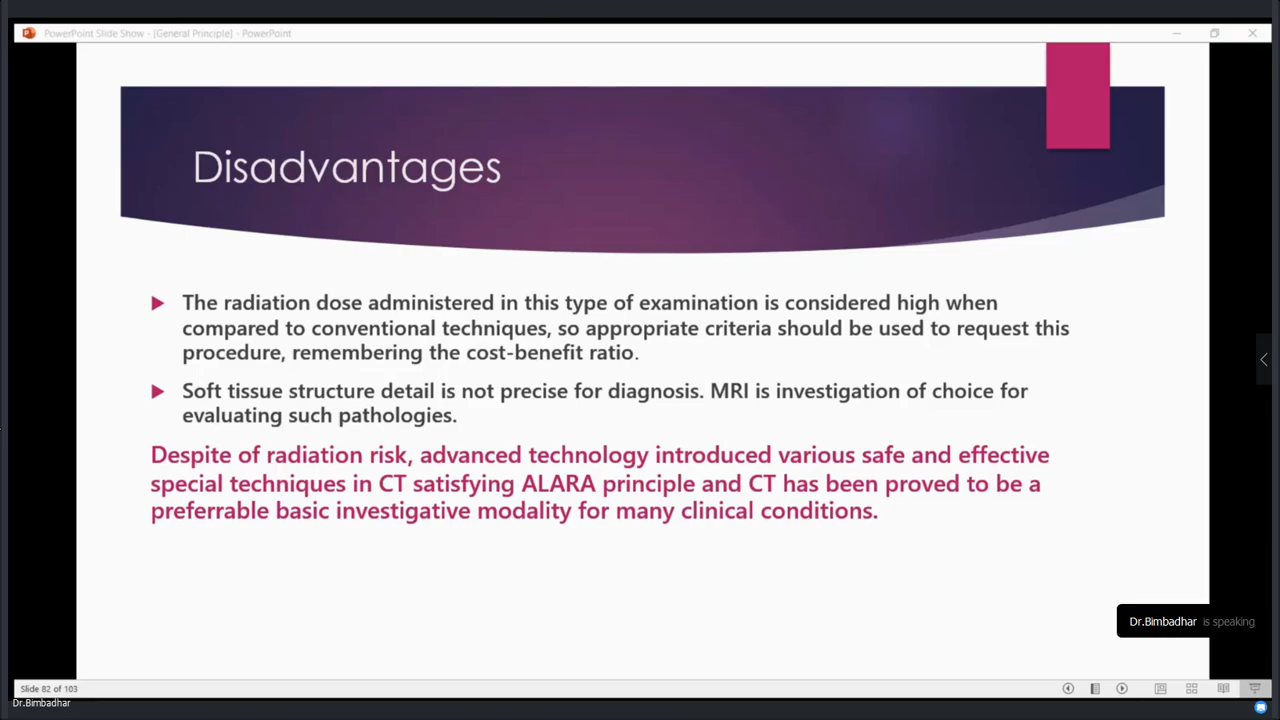 PowerPoint Slide Show - [General Principle] - PowerPoint
Disadvantages
The radiation dose administered in this type of examination is considered high when
compared to conventional techniques, so appropriate criteria should be used to request this
procedure, remembering the cost-benefit ratio.
Soft tissue structure detail is not precise for diagnosis. MRI is investigation of choice for
evaluating such pathologies.
Despite of radiation risk, advanced technology introduced various safe and effective
special techniques in CT satisfying ALARA principle and CT has been proved to be a
preferrable basic investigative modality for many clinical conditions.
Dr.Bimbadhar is speaking
Slide 82 of 103
Dr.Bimbadhar